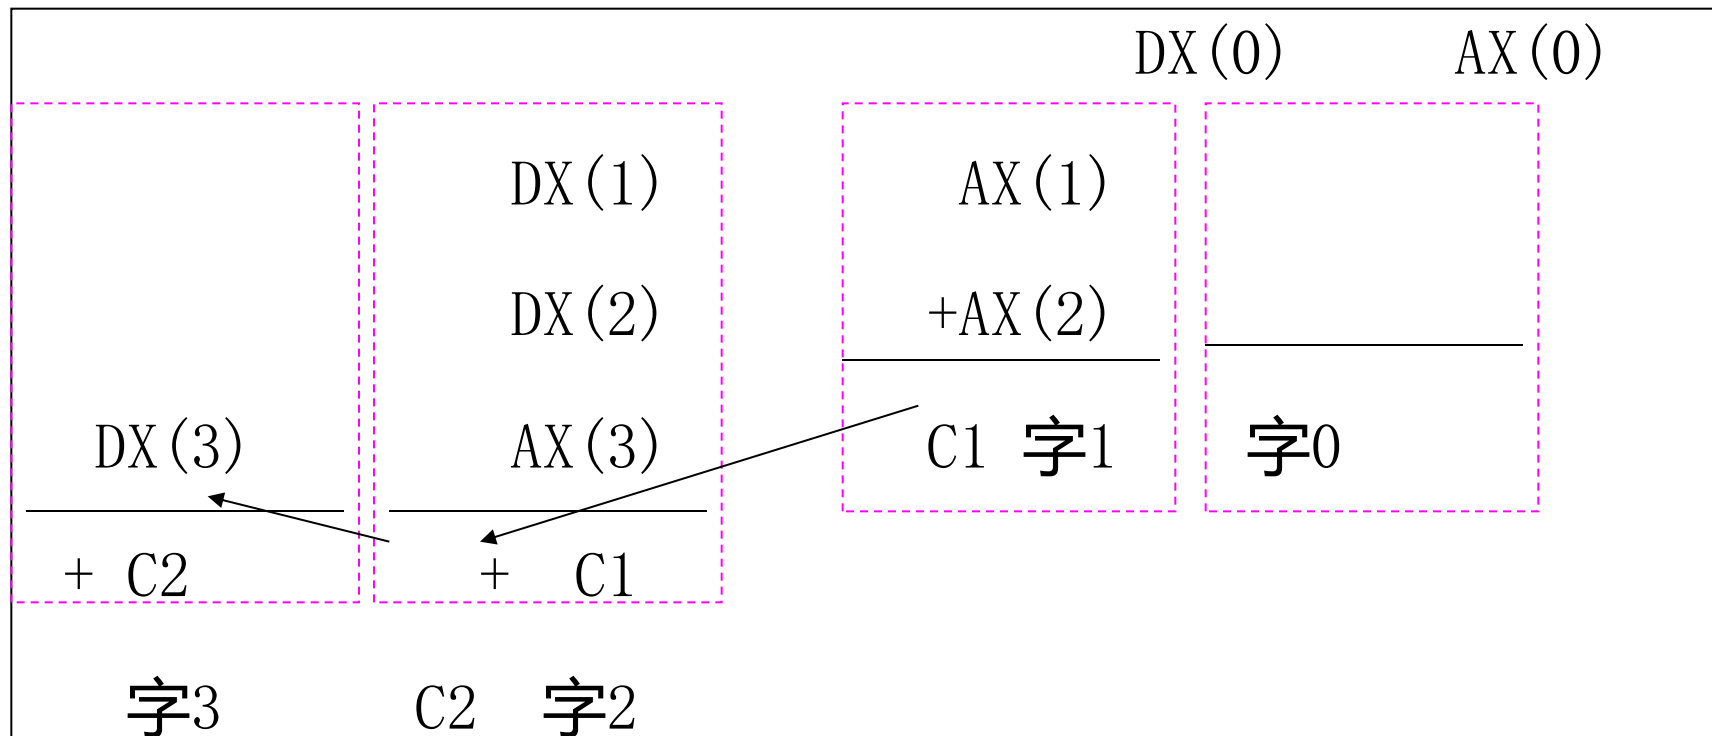 DX(0) AX(0)
DX(1) AX(1)
DX(2) +AX(2)
DX(3) AX(3) C1 字1 字0
+ C2 + C1
字3 C2 字2